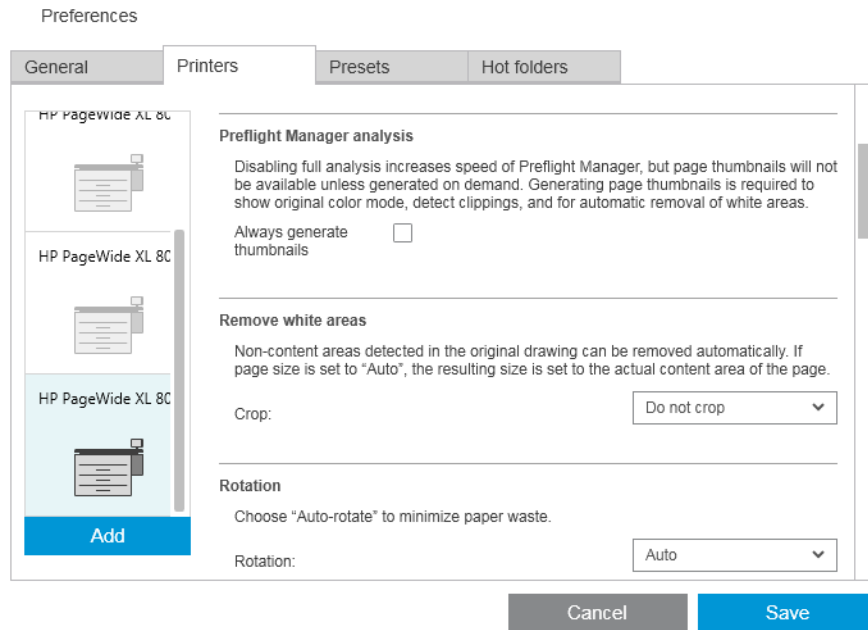 Preferences
General
Printers
Presets
Hot folders
HP PageWide XL 80
HP PageWide XL 80
HP PageWide XL 80
Add
Preflight Manager analysis
Disabling full analysis increases speed of Preflight Manager, but page thumbnails will not
be available unless generated on demand. Generating page thumbnails is required to
show original color mode, detect clippings, and for automatic removal of white areas.
Always generate
thumbnails
Remove white areas
Non-content areas detected in the original drawing can be removed automatically. If
page size is set to “Auto”, the resulting size is set to the actual content area of the page.
Crop:
Do not crop
Rotation
Choose “Auto-rotate” to minimize paper waste.
Rotation:
Auto
Cancel
Save